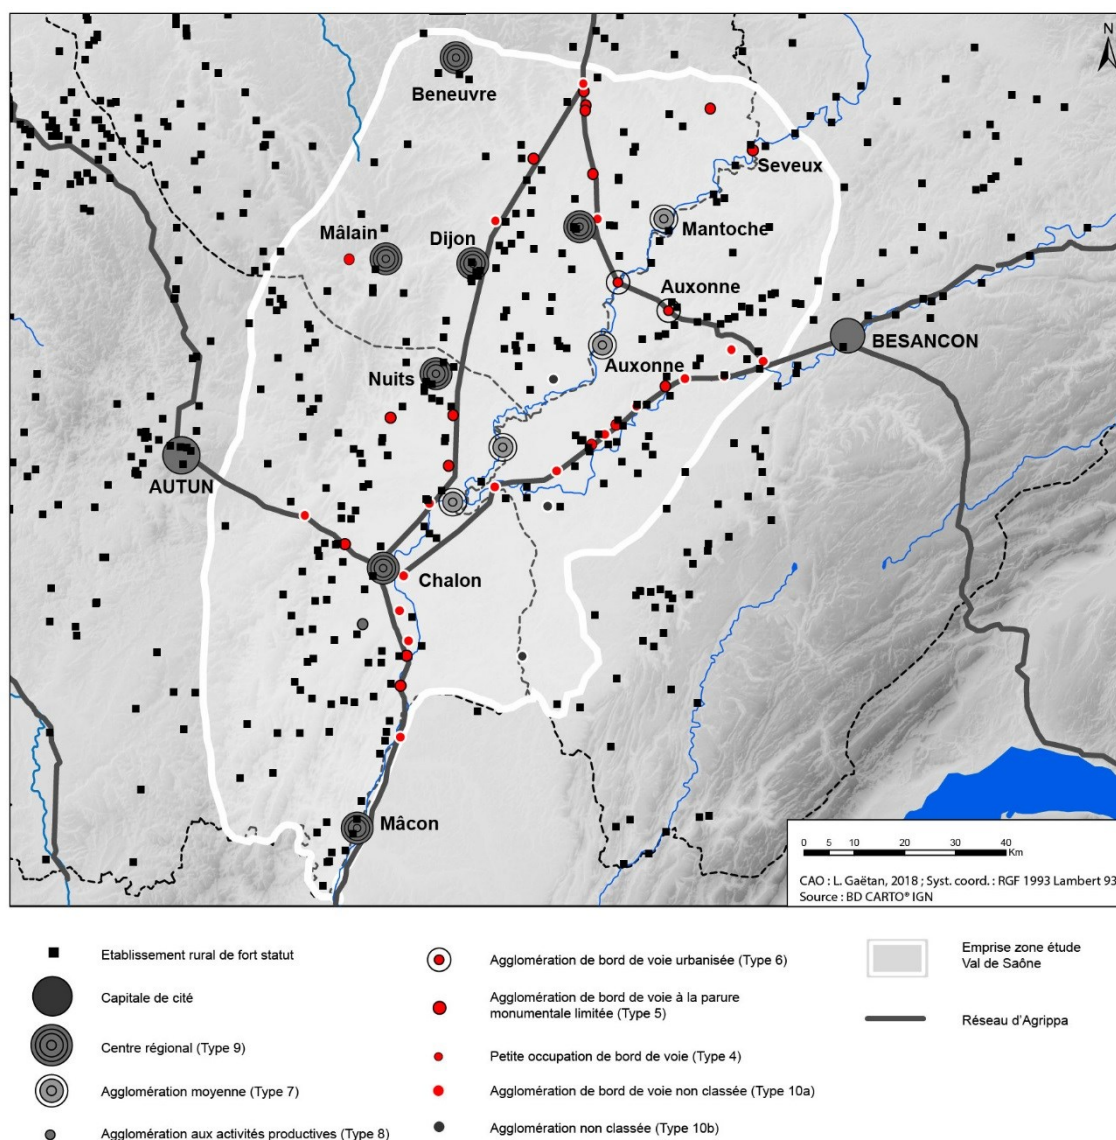 N
Beneuvre
Seveux
Mâlain
Dijon
Mantoche
Auxonne
BESANCON
Auxonne
Nuits
AUTUN
Chalon
Mâcon
0 5 10 20 30 40
Km
CAO : L. Gaëtan, 2018 ; Syst. coord. : RGF 1993 Lambert 93
Source : BD CARTO® IGN
Etablissement rural de fort statut
Capitale de cité
Centre régional (Type 9)
Agglomération moyenne (Type 7)
Agglomération aux activités productives (Type 8)
Agglomération de bord de voie urbanisée (Type 6)
Agglomération de bord de voie à la parure
monumentale limitée (Type 5)
Petite occupation de bord de voie (Type 4)
Agglomération de bord de voie non classée (Type 10a)
Agglomération non classée (Type 10b)
Emprise zone étude
Val de Saône
Réseau d'Agrippa